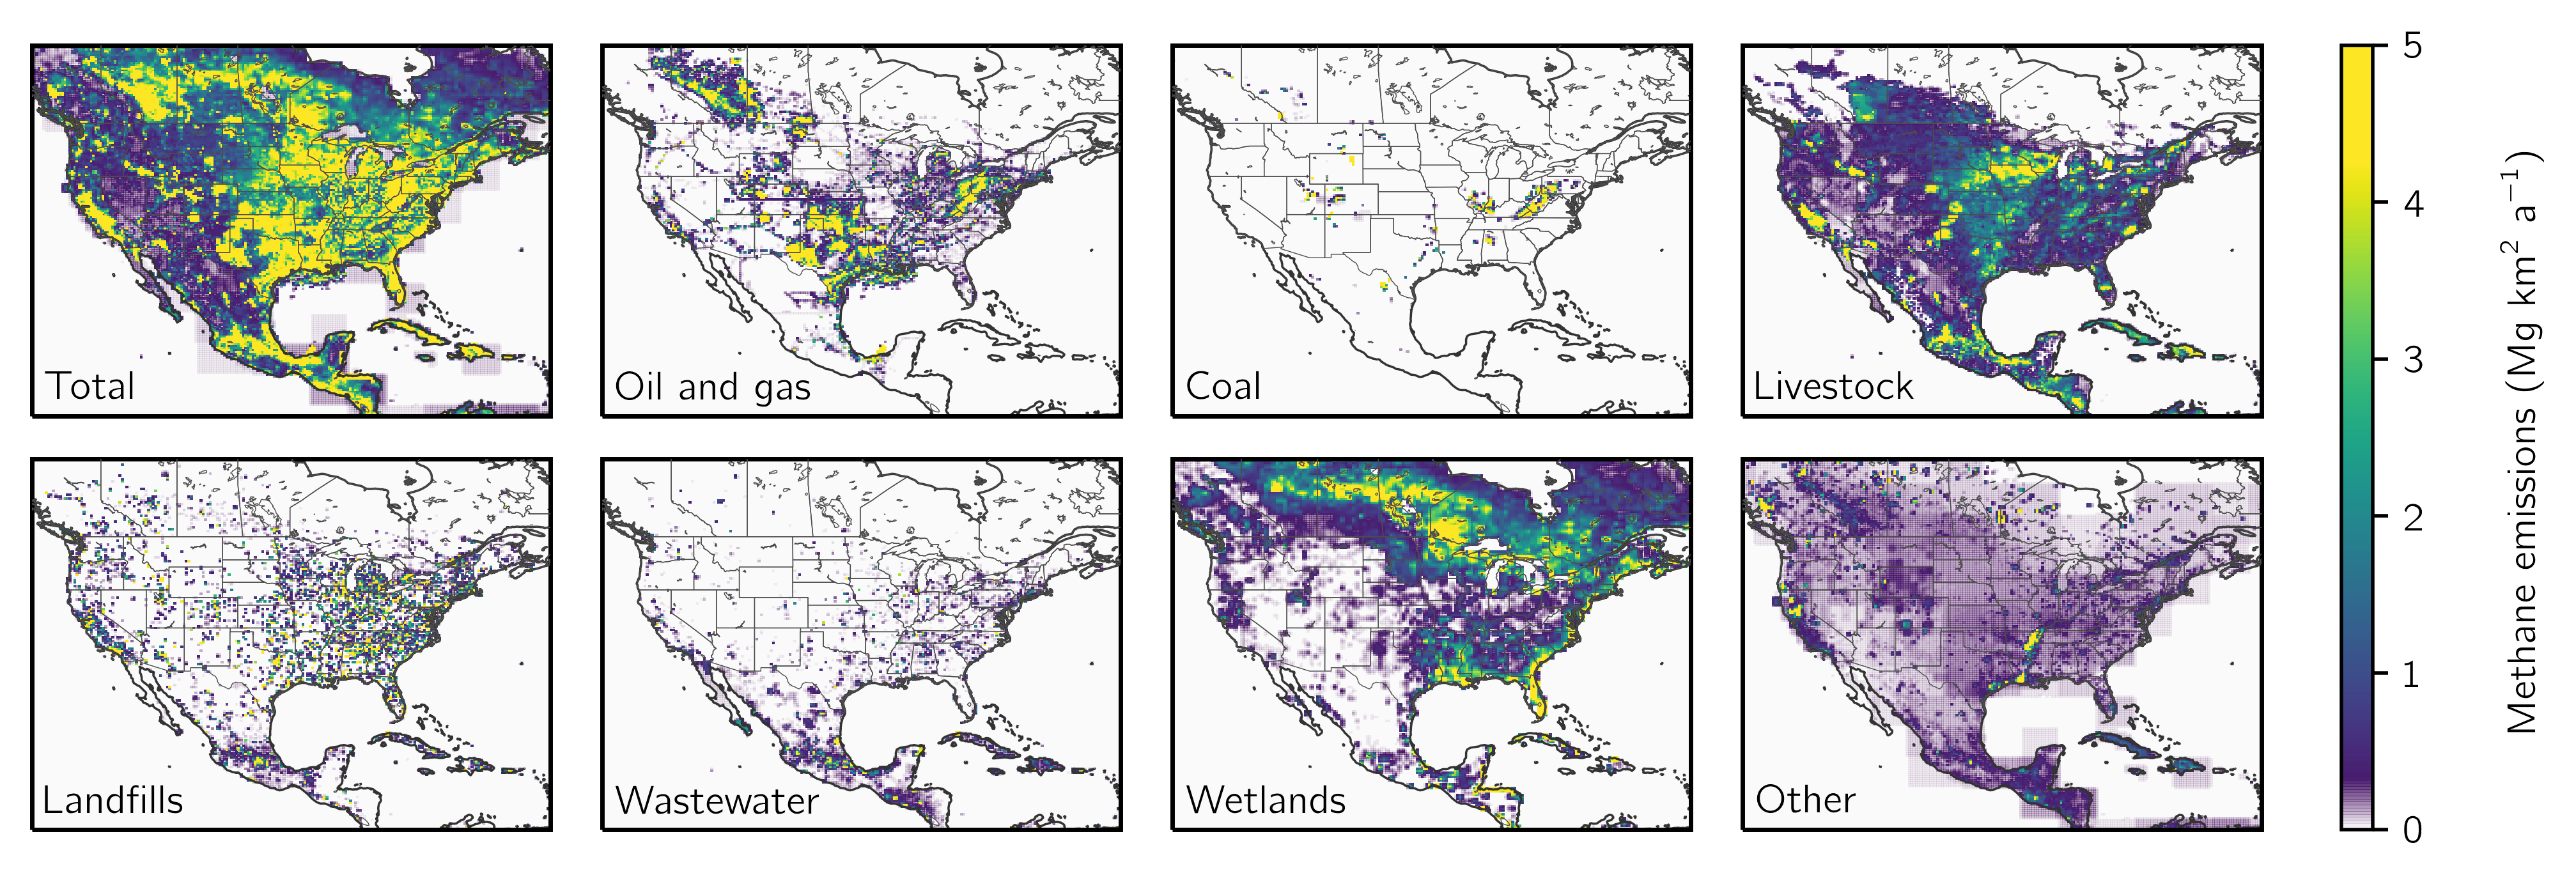 Total
Oil and gas
Coal
Livestock
Landfills
Wastewater
Wetlands
Other
5
4
3
2
1
0
Methane emissions (Mg km² a⁻¹)